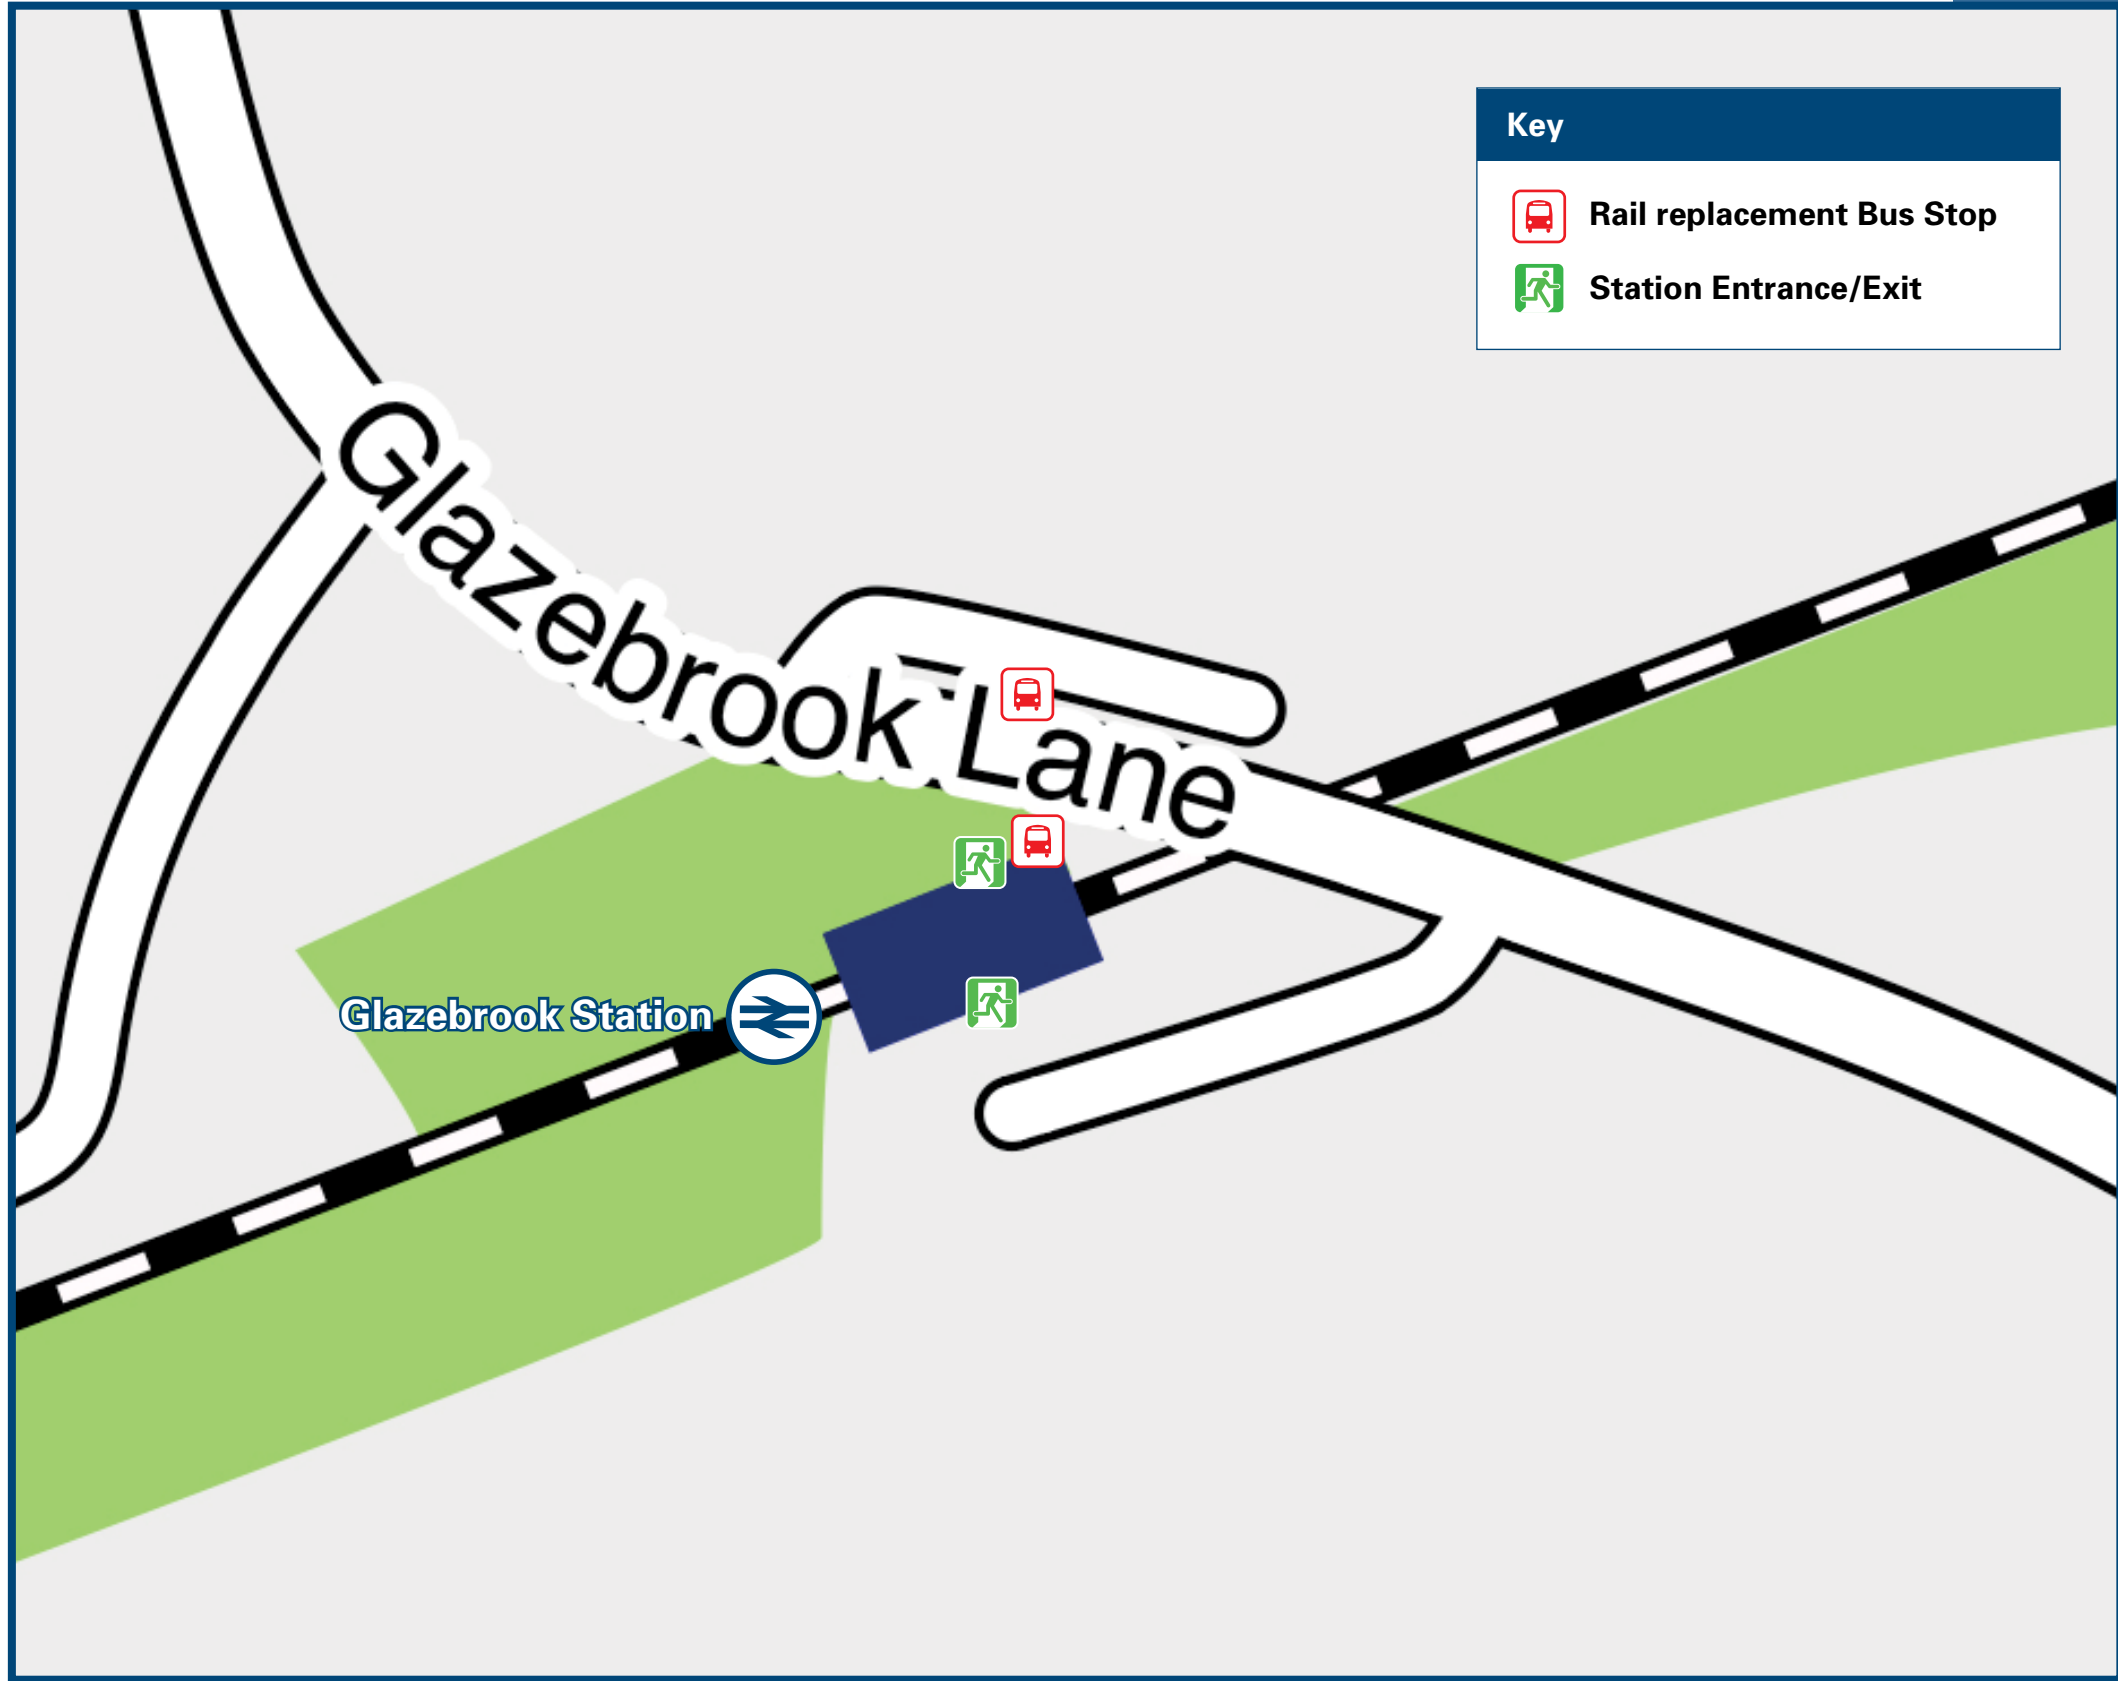 Key
Rail replacement Bus Stop
Station Entrance/Exit
Glazebrook Lane
Glazebrook Station